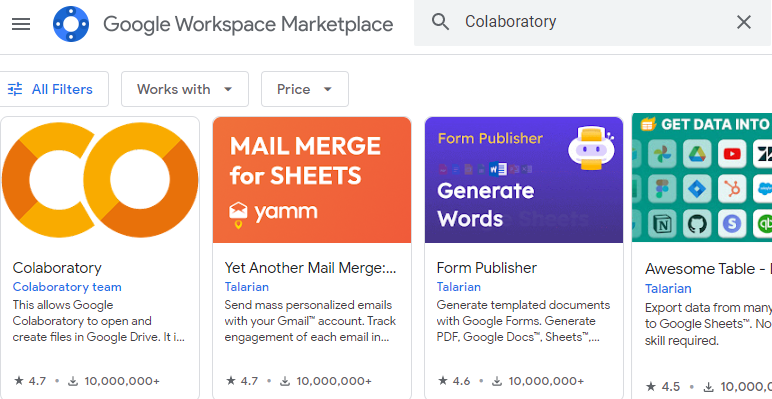 Google Workspace Marketplace
Colaboratory
All Filters
Works with
Price
MAIL MERGE
for SHEETS
yamm
Form Publisher
Generate
Words
GET DATA INTO
Colaboratory
Colaboratory team
This allows Google
Colaboratory to open and
create files in Google Drive. It i...
4.7 • 10,000,000+
Yet Another Mail Merge:...
Talarian
Send mass personalized emails
with your Gmail™ account. Track
engagement of each email in...
4.7 • 10,000,000+
Form Publisher
Talarian
Generate templated documents
with Google Forms. Generate
PDF, Google Docs™, Sheets™,...
4.6 • 10,000,000+
Awesome Table -
Talarian
Export data from many
to Google Sheets™. No
skill required.
4.5 • 10,000,0